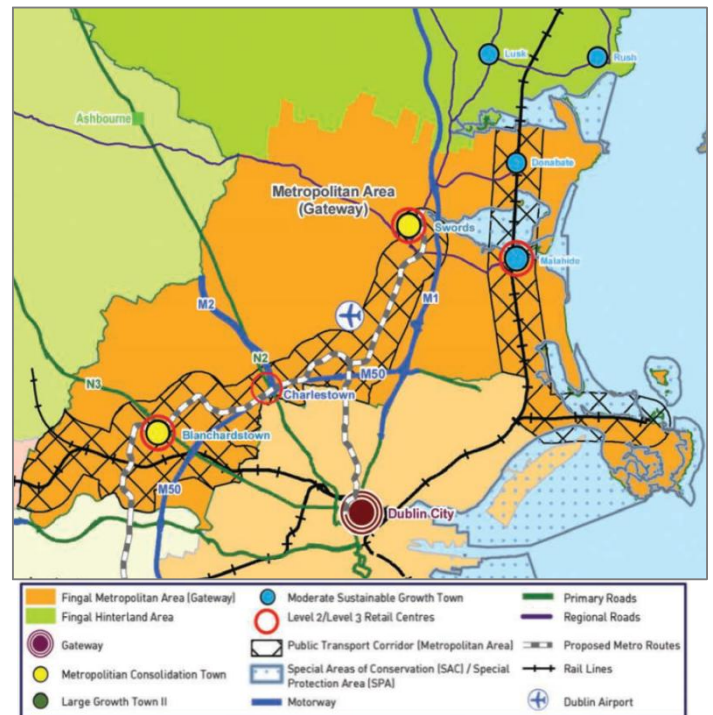 Lusk
Rush
Ashbourne
Donabate
Metropolitan Area
(Gateway)
Swords
Malahide
M2
M1
N2
M50
N3
Charlestown
Blanchardstown
M50
Dublin City
Fingal Metropolitan Area (Gateway)
Fingal Hinterland Area
Gateway
Metropolitian Consolidation Town
Large Growth Town II
Moderate Sustainable Growth Town
Level 2/Level 3 Retail Centres
Public Transport Corridor (Metropolitan Area)
Special Areas of Conservation (SAC) / Special
Protection Area (SPA)
Motorway
Primary Roads
Regional Roads
Proposed Metro Routes
Rail Lines
Dublin Airport